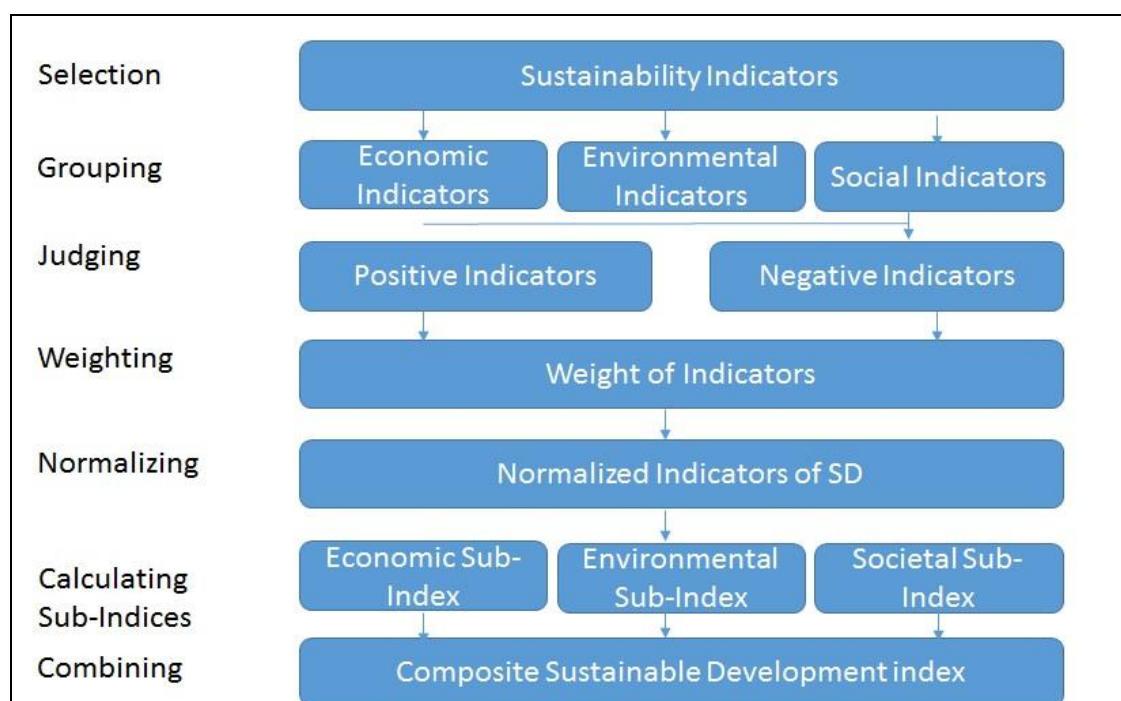 Selection
Sustainability Indicators
Grouping
Economic
Indicators
Environmental
Indicators
Social Indicators
Judging
Positive Indicators
Negative Indicators
Weighting
Weight of Indicators
Normalizing
Normalized Indicators of SD
Calculating
Sub-Indices
Economic Sub-
Index
Environmental
Sub-Index
Societal Sub-
Index
Combining
Composite Sustainable Development index